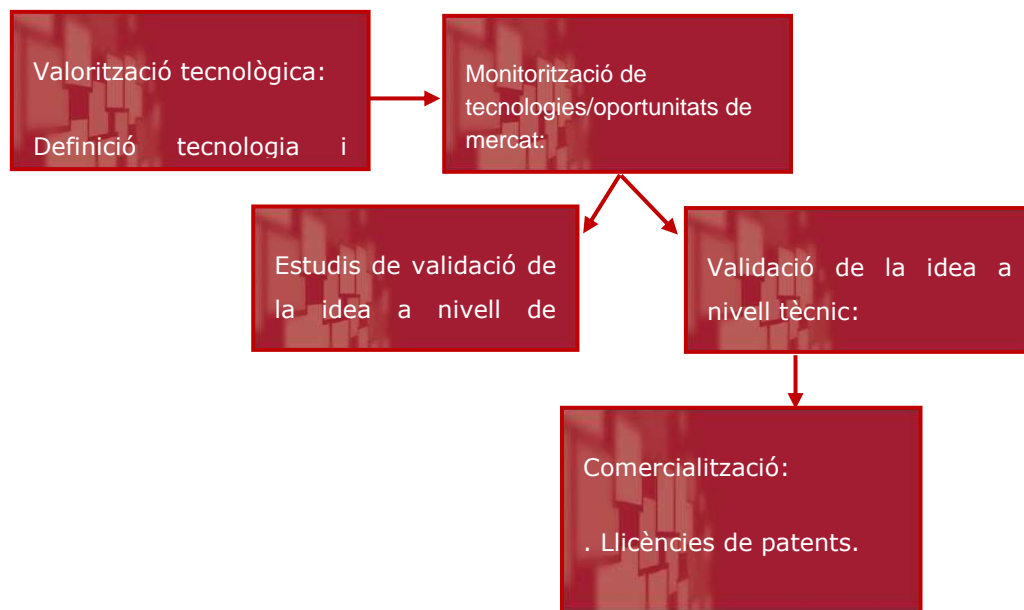 Valorització tecnològica:
Definició tecnologia i
Monitorització de
tecnologies/oportunitats de
mercat:
Estudis de validació de
la idea a nivell de
Validació de la idea a
nivell tècnic:
Comercialització:
. Llicències de patents.